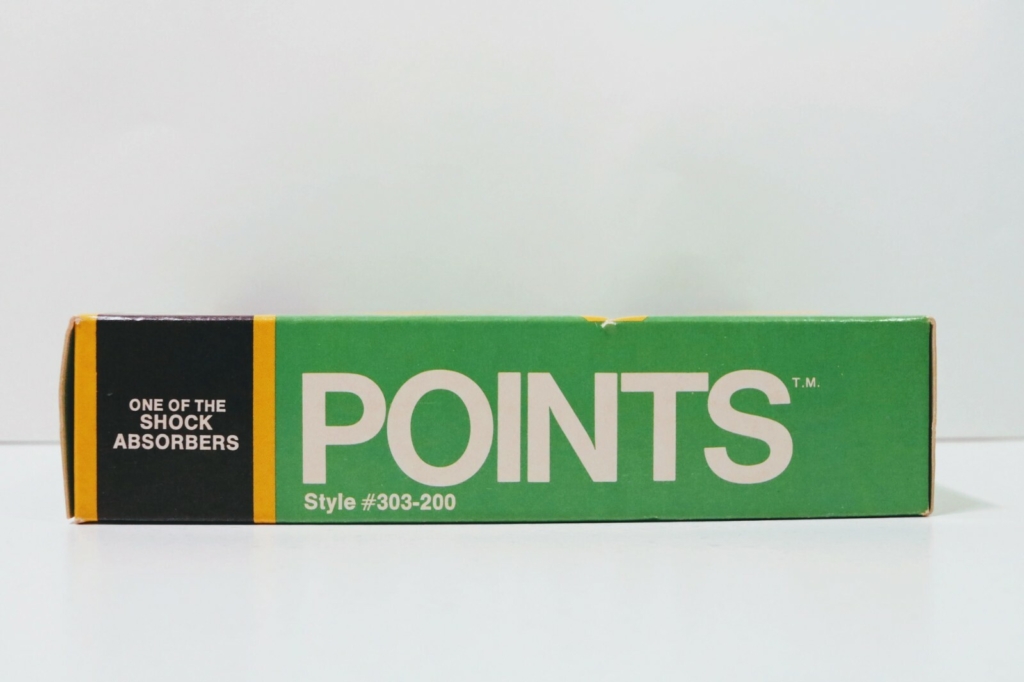 ONE OF THE
SHOCK
ABSORBERS
POINTS T.M.
Style #303-200